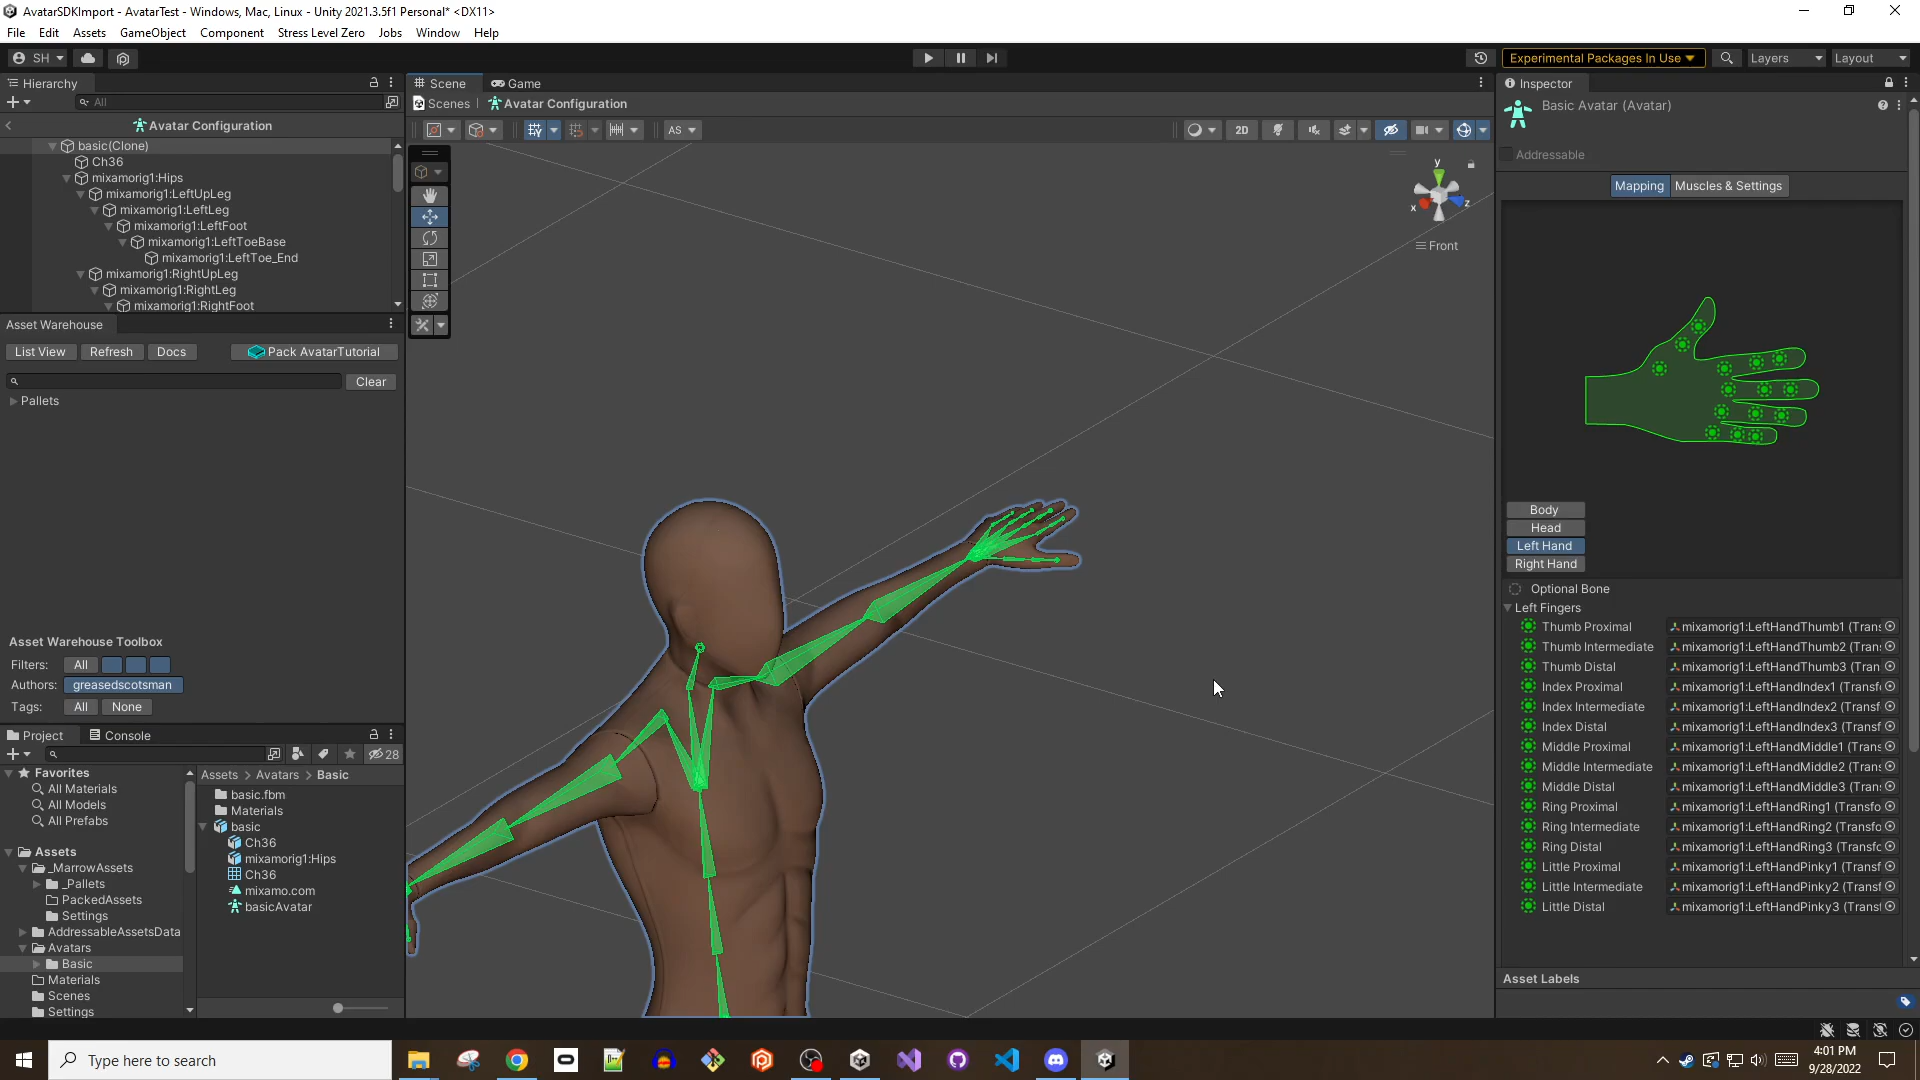 AvatarSDKImport - AvatarTest - Windows, Mac, Linux - Unity 2021.3.5f1 Personal* <DX11>
File Edit Assets GameObject Component Stress Level Zero Jobs Window Help
SH
Experimental Packages In Use
Layers
Layout
Hierarchy
All
Avatar Configuration
basic(Clone)
Ch36
mixamorig1:Hips
mixamorig1:LeftUpLeg
mixamorig1:LeftLeg
mixamorig1:LeftFoot
mixamorig1:LeftToeBase
mixamorig1:LeftToe_End
mixamorig1:RightUpLeg
mixamorig1:RightLeg
mixamorig1:RightFoot
Asset Warehouse
List View Refresh Docs Pack AvatarTutorial
Clear
Pallets
Asset Warehouse Toolbox
Filters: All
Authors: greasedscotsman
Tags: All None
Project Console
28
Favorites
All Materials
All Models
All Prefabs
Assets
_MarrowAssets
_Pallets
PackedAssets
Settings
AddressableAssetsData
Avatars
Basic
Materials
Scenes
Settings
Assets > Avatars > Basic
basic.fbm
Materials
basic
Ch36
mixamorig1:Hips
Ch36
mixamo.com
basicAvatar
Scene Game
Scenes Avatar Configuration
AS
2D
y
x
z
Front
Inspector
Basic Avatar (Avatar)
Addressable
Mapping Muscles & Settings
Body
Head
Left Hand
Right Hand
Optional Bone
Left Fingers
Thumb Proximal mixamorig1:LeftHandThumb1 (Trans
Thumb Intermediate mixamorig1:LeftHandThumb2 (Tran
Thumb Distal mixamorig1:LeftHandThumb3 (Tran
Index Proximal mixamorig1:LeftHandIndex1 (Transf
Index Intermediate mixamorig1:LeftHandIndex2 (Transf
Index Distal mixamorig1:LeftHandIndex3 (Transf
Middle Proximal mixamorig1:LeftHandMiddle1 (Trans
Middle Intermediate mixamorig1:LeftHandMiddle2 (Tran
Middle Distal mixamorig1:LeftHandMiddle3 (Tran
Ring Proximal mixamorig1:LeftHandRing1 (Transfo
Ring Intermediate mixamorig1:LeftHandRing2 (Transfo
Ring Distal mixamorig1:LeftHandRing3 (Transfo
Little Proximal mixamorig1:LeftHandPinky1 (Transf
Little Intermediate mixamorig1:LeftHandPinky2 (Transf
Little Distal mixamorig1:LeftHandPinky3 (Transf
Asset Labels
Type here to search
4:01 PM
9/28/2022